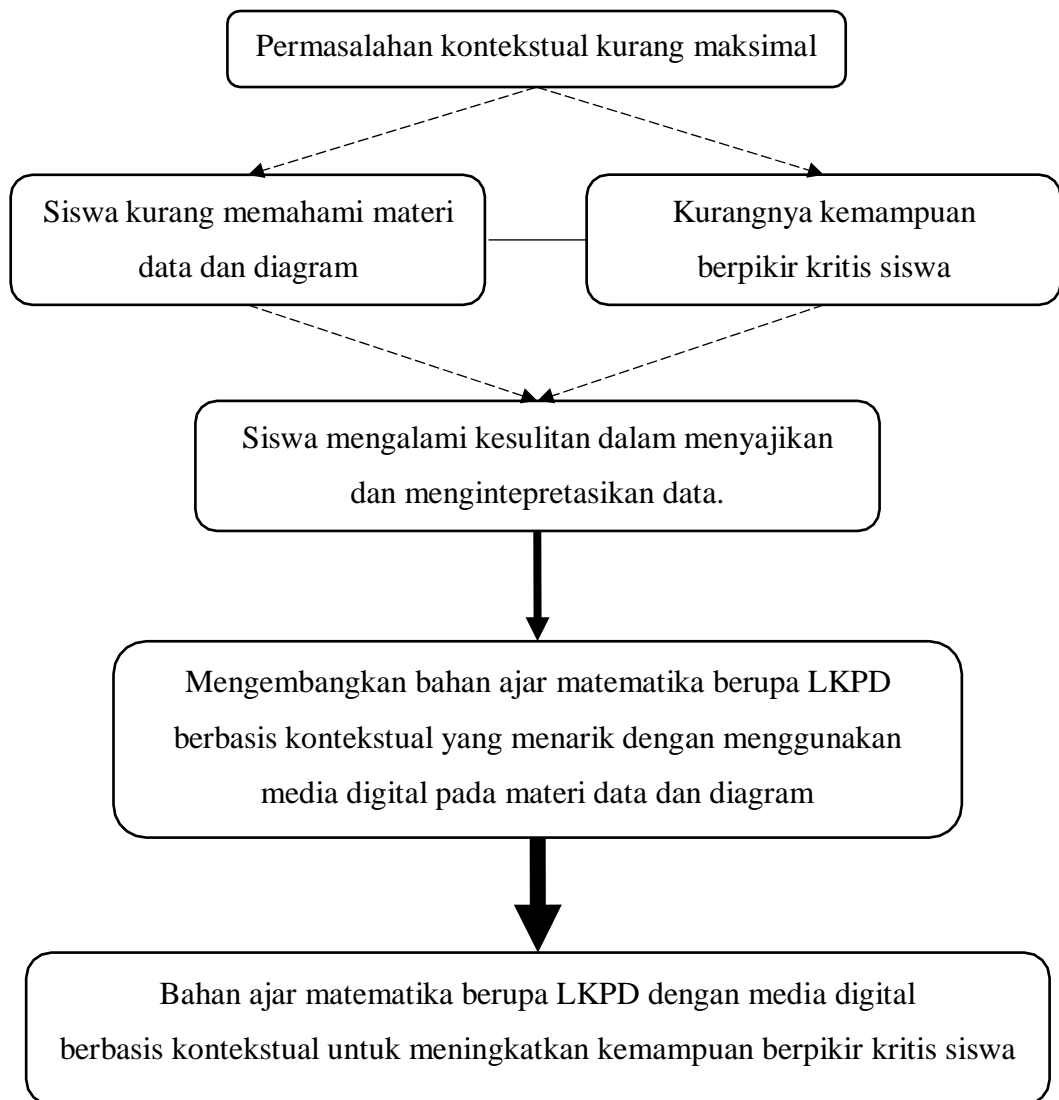 Permasalahan kontekstual kurang maksimal
Siswa kurang memahami materi
data dan diagram
Kurangnya kemampuan
berpikir kritis siswa
Siswa mengalami kesulitan dalam menyajikan
dan mengintepretasikan data.
Mengembangkan bahan ajar matematika berupa LKPD
berbasis kontekstual yang menarik dengan menggunakan
media digital pada materi data dan diagram
Bahan ajar matematika berupa LKPD dengan media digital
berbasis kontekstual untuk meningkatkan kemampuan berpikir kritis siswa